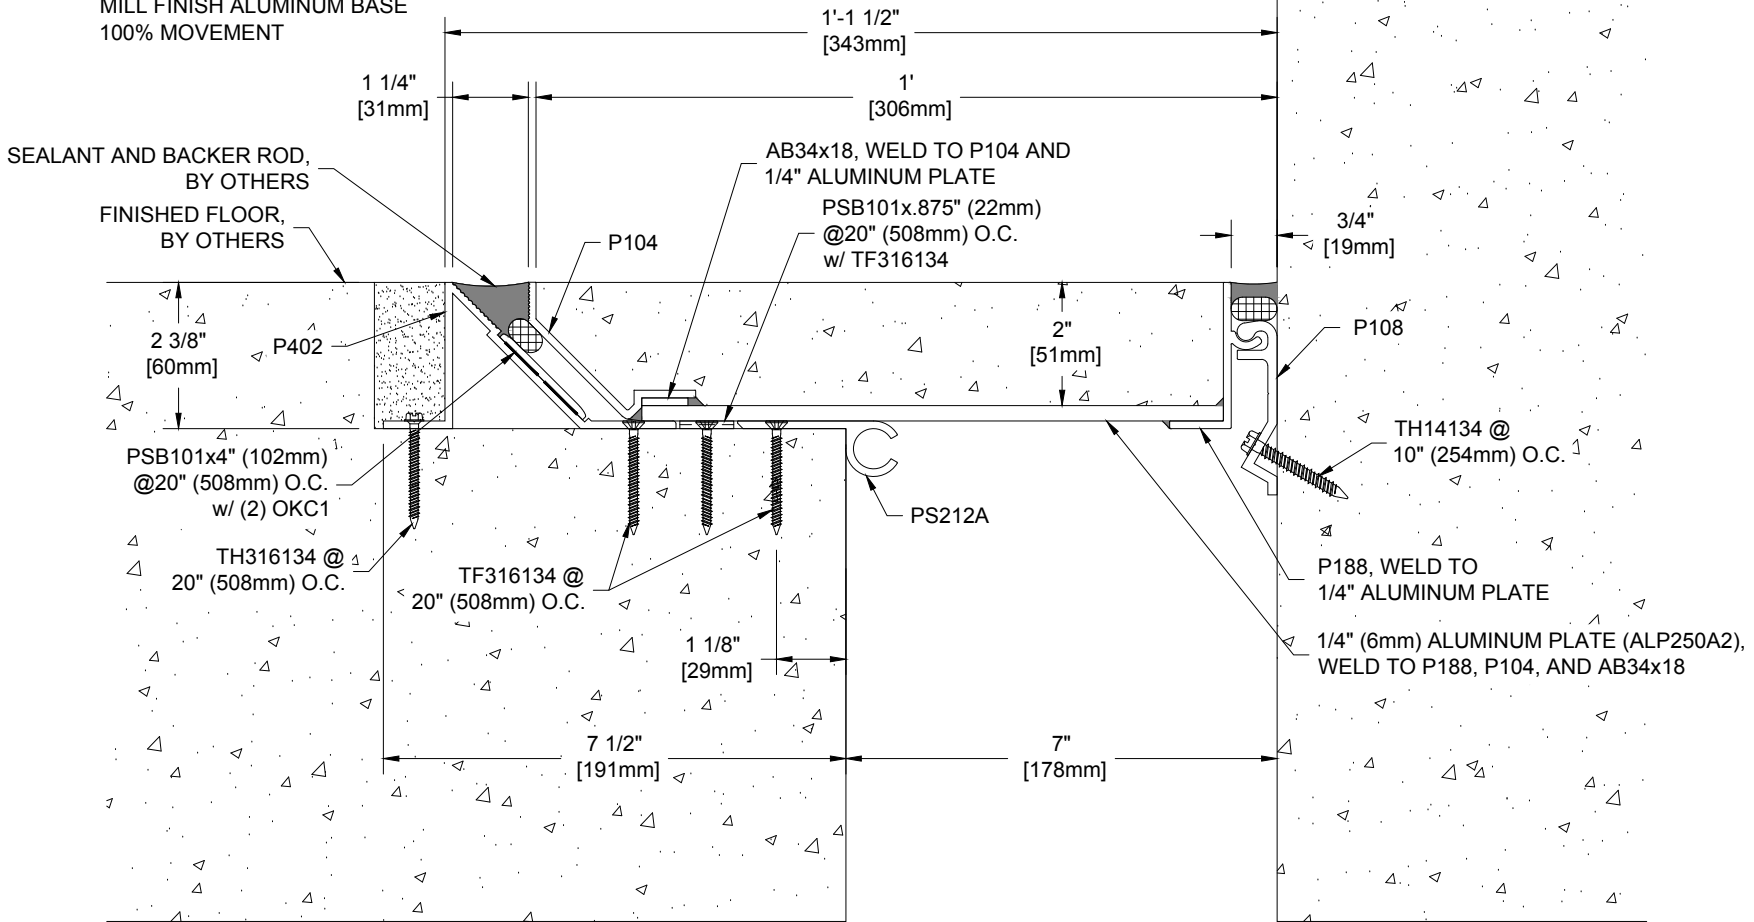 MILL FINISH ALUMINUM BASE
100% MOVEMENT
1'-1 1/2"
[343mm]
1 1/4"
[31mm]
1'
[306mm]
SEALANT AND BACKER ROD,
BY OTHERS
FINISHED FLOOR,
BY OTHERS
AB34x18, WELD TO P104 AND
1/4" ALUMINUM PLATE
PSB101x.875" (22mm)
@20" (508mm) O.C.
w/ TF316134
P104
3/4"
[19mm]
2 3/8"
[60mm]
P402
2"
[51mm]
P108
PSB101x4" (102mm)
@20" (508mm) O.C.
w/ (2) OKC1
TH14134 @
10" (254mm) O.C.
PS212A
TH316134 @
20" (508mm) O.C.
TF316134 @
20" (508mm) O.C.
P188, WELD TO
1/4" ALUMINUM PLATE
1 1/8"
[29mm]
1/4" (6mm) ALUMINUM PLATE (ALP250A2),
WELD TO P188, P104, AND AB34x18
7 1/2"
[191mm]
7"
[178mm]